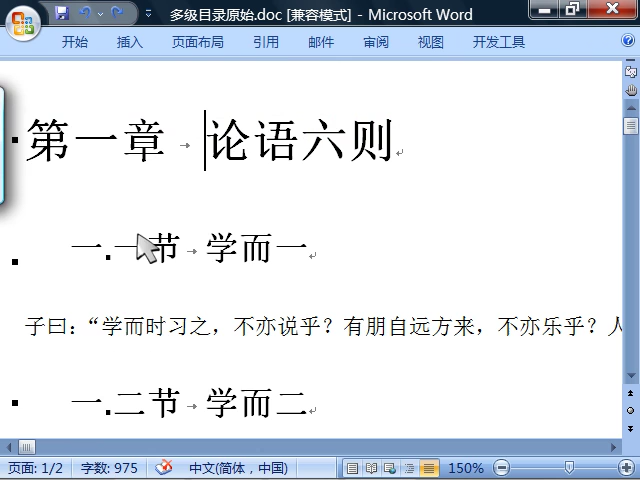 多级目录原始.doc [兼容模式] - Microsoft Word
开始 插入 页面布局 引用 邮件 审阅 视图 开发工具
第一章 论语六则
一.一节 学而一
子曰：“学而时习之，不亦说乎？有朋自远方来，不亦乐乎？人
一.二节 学而二
页面: 1/2 字数: 975 中文(简体，中国) 150%